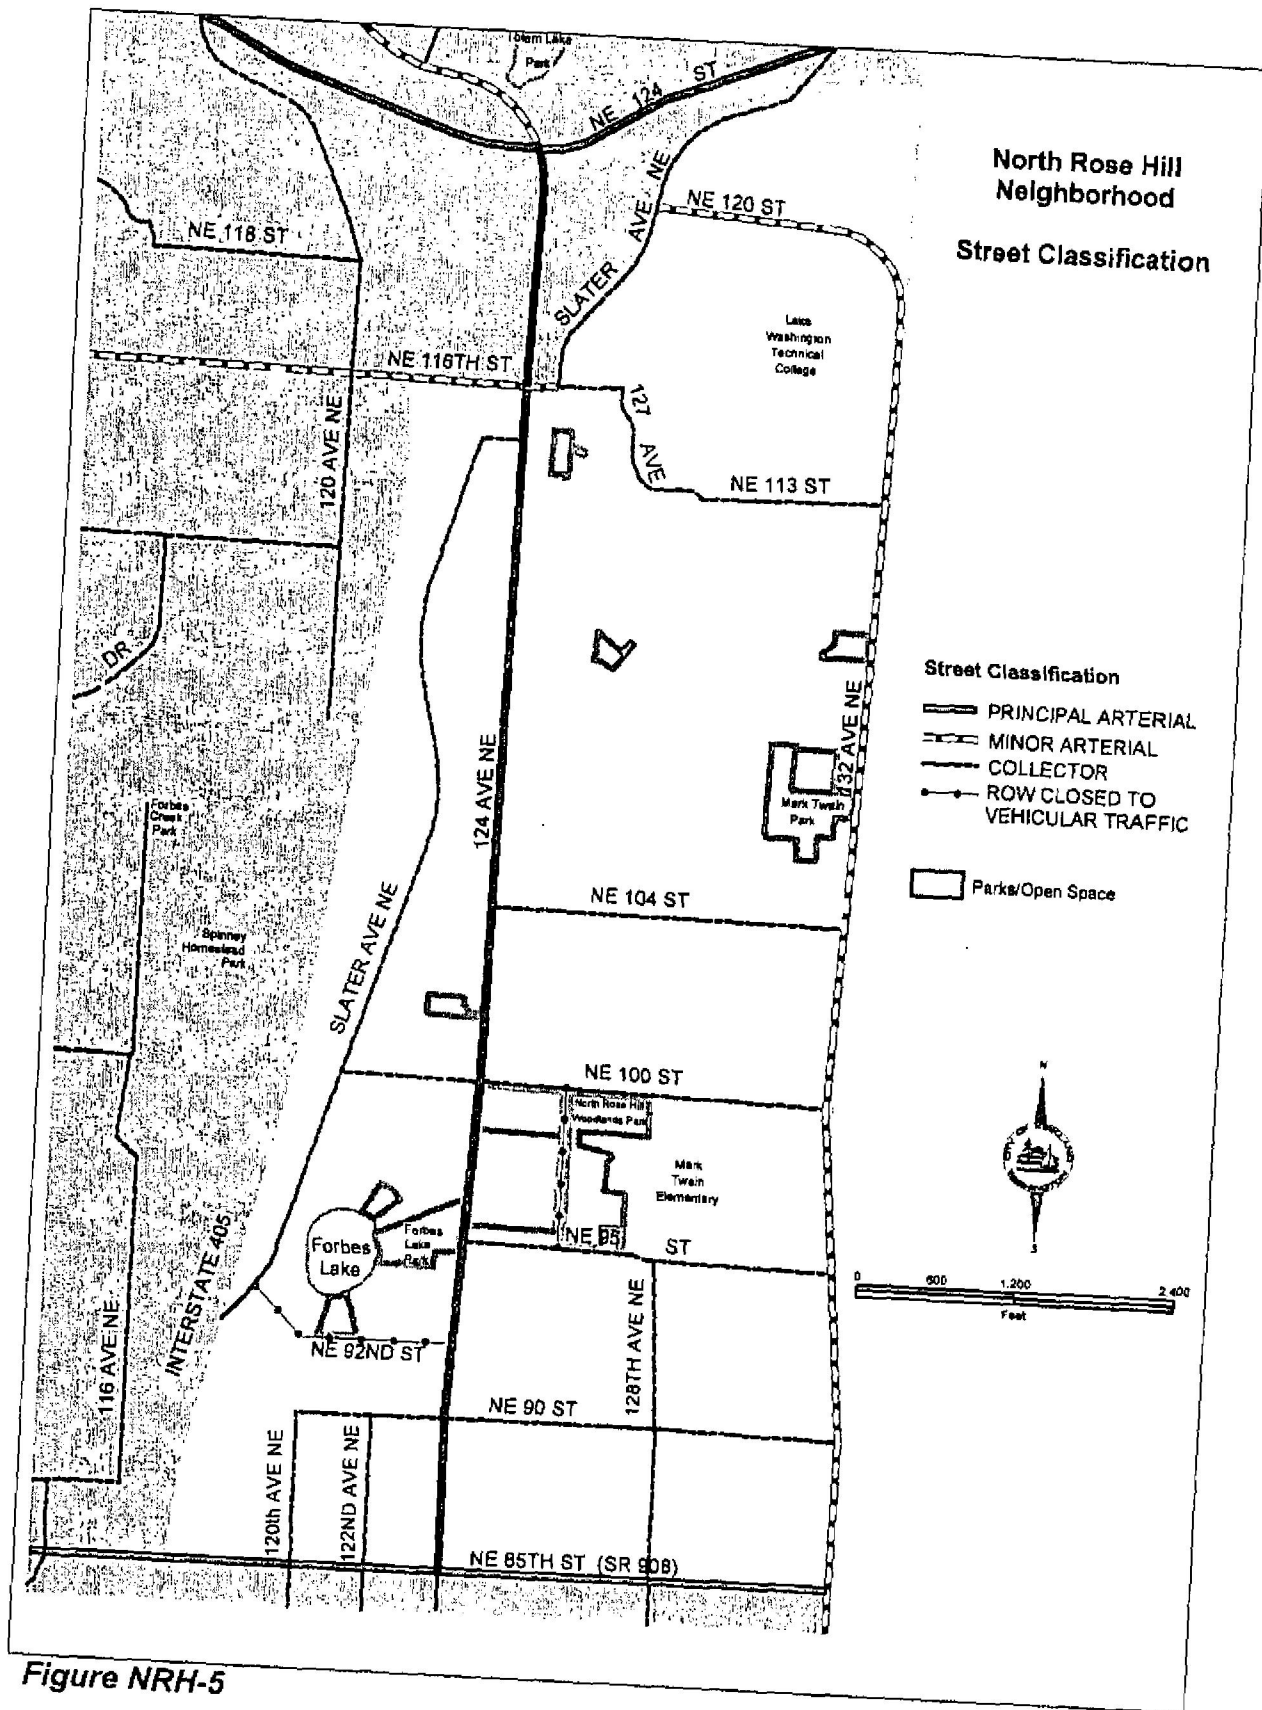 Totem Lake
Park
NE 124 ST
North Rose Hill
Neighborhood
Street Classification
SLATER AVE NE
NE 120 ST
NE 118 ST
Lake
Washington
Technical
College
NE 116TH ST
120 AVE NE
127 AVE
NE 113 ST
DR
Street Classification
PRINCIPAL ARTERIAL
MINOR ARTERIAL
COLLECTOR
ROW CLOSED TO
VEHICULAR TRAFFIC
Parks/Open Space
124 AVE NE
132 AVE NE
Mark Twain
Park
Forbes
Creek
Park
NE 104 ST
Spinney
Homestead
Park
SLATER AVE NE
NE 100 ST
North Rose Hill
Woodlands Park
Mark
Twain
Elementary
N
S
Forbes
Lake
Forbes
Lake
Park
NE 95 ST
INTERSTATE 405
116 AVE NE
NE 92ND ST
128TH AVE NE
0 600 1,200 2,400
Feet
NE 90 ST
120th AVE NE
122ND AVE NE
NE 85TH ST (SR 908)
Figure NRH-5